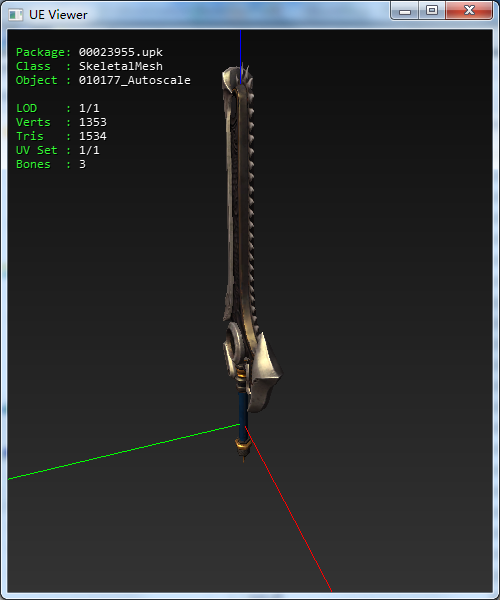 UE Viewer
Package: 00023955.upk
Class : SkeletalMesh
Object : 010177_Autoscale
LOD : 1/1
Verts : 1353
Tris : 1534
UV Set : 1/1
Bones : 3